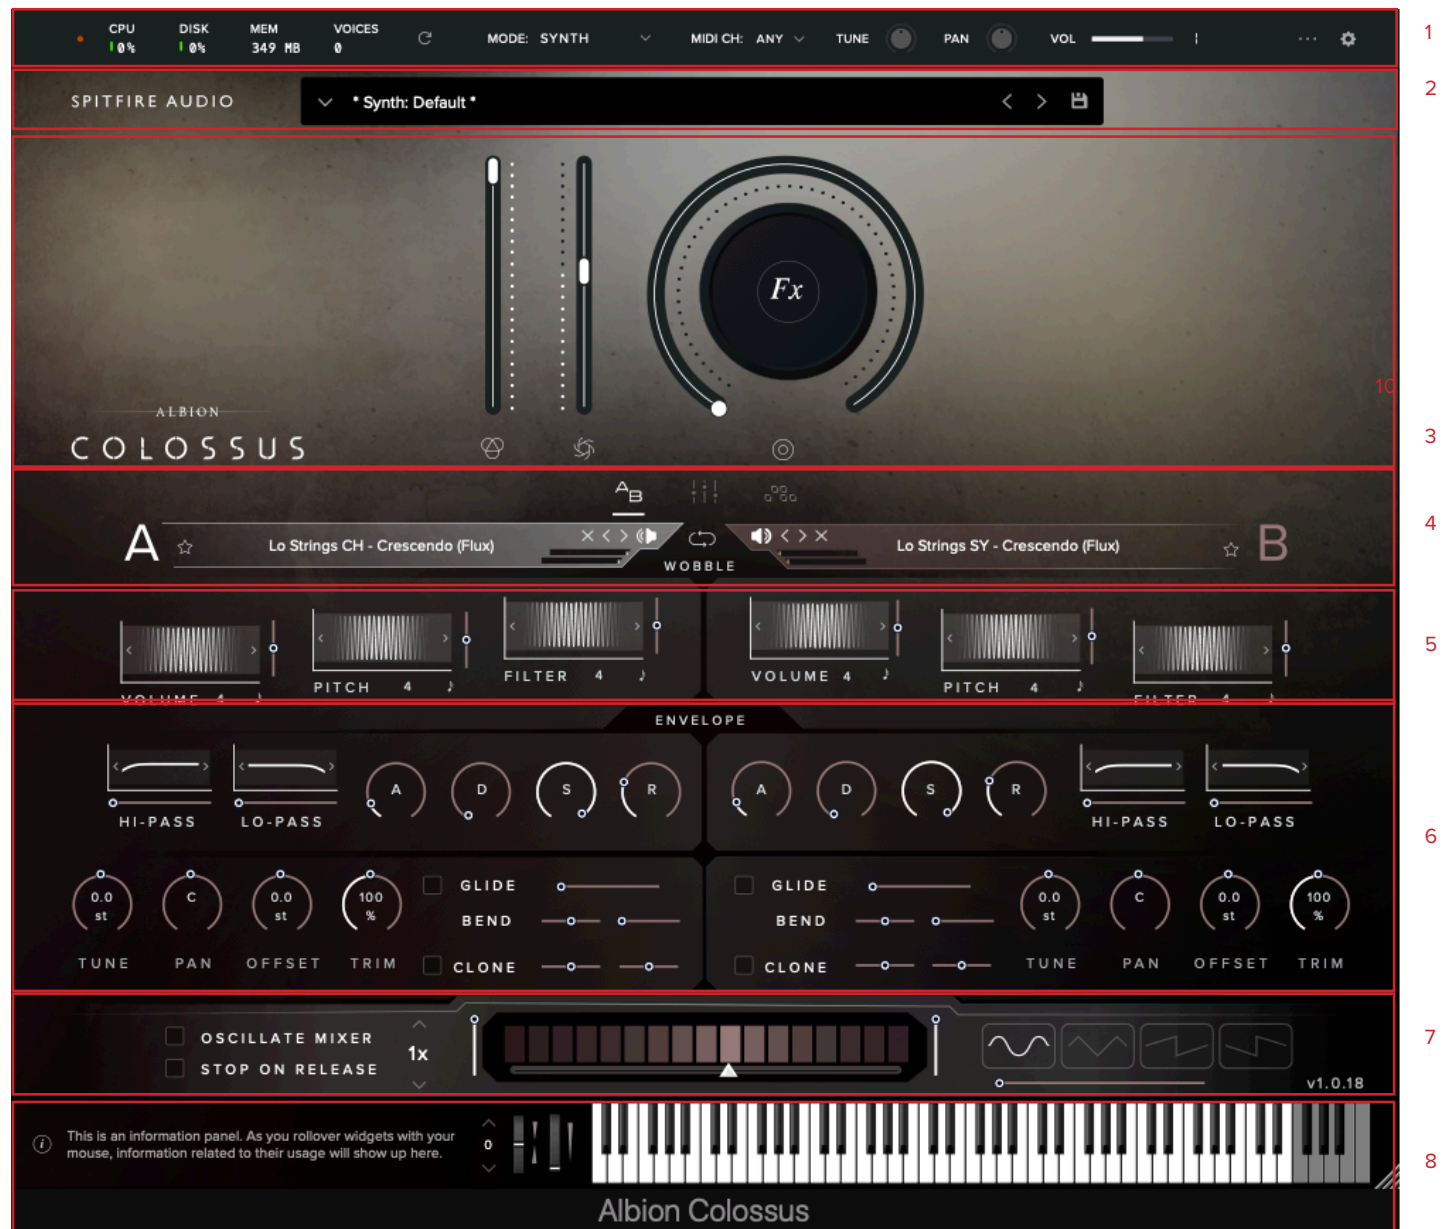 CPU DISK MEM VOICES
0% 0% 349 MB 0
MODE: SYNTH MIDI CH: ANY TUNE PAN VOL
1
SPITFIRE AUDIO * Synth: Default *
2
Fx
10
ALBION
COLOSSUS
3
A B
A Lo Strings CH - Crescendo (Flux) Lo Strings SY - Crescendo (Flux) B
WOBBLE
4
VOLUME 4 PITCH 4 FILTER 4 VOLUME 4 PITCH 4 FILTER 4
5
ENVELOPE
A D S R A D S R
HI-PASS LO-PASS HI-PASS LO-PASS
6
0.0 st C 0.0 st 100 % GLIDE GLIDE 0.0 st C 0.0 st 100 %
BEND BEND
TUNE PAN OFFSET TRIM CLONE CLONE TUNE PAN OFFSET TRIM
OSCILLATE MIXER
1x
STOP ON RELEASE
7
v1.0.18
This is an information panel. As you rollover widgets with your
mouse, information related to their usage will show up here.
0
8
Albion Colossus